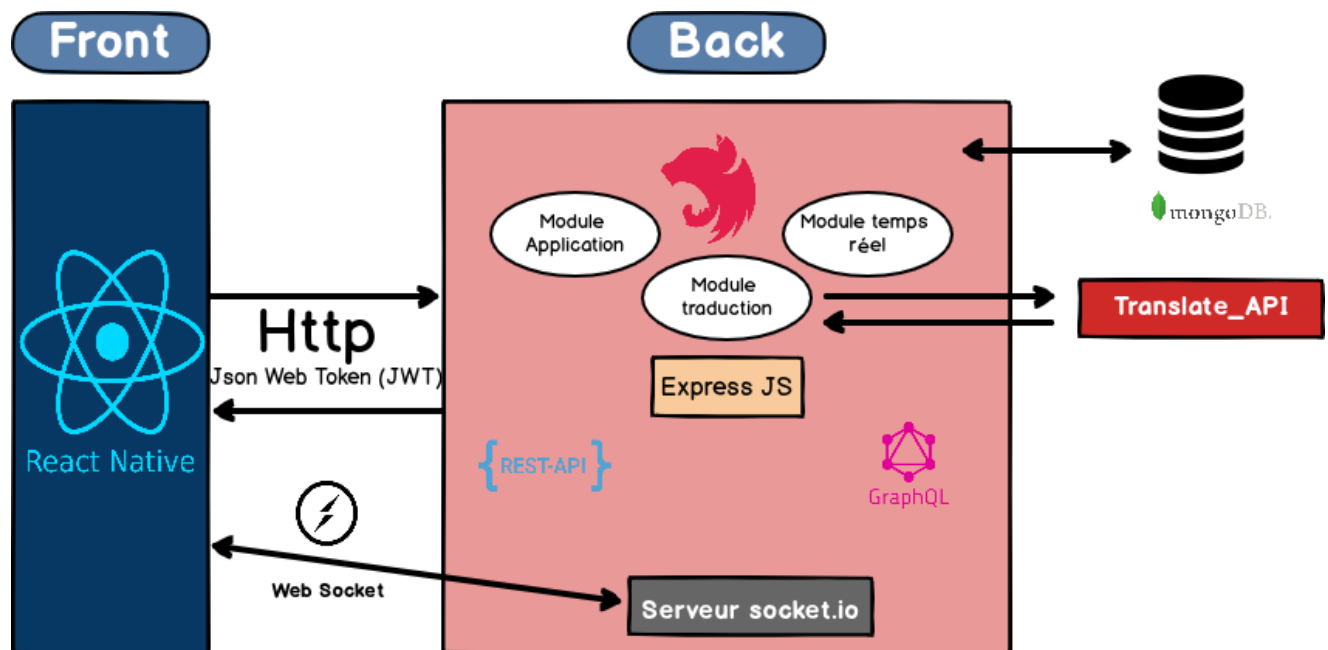 Front
Back
Module
Application
Module temps
réel
Module
traduction
mongoDB.
Translate_API
Http
Json Web Token (JWT)
Express JS
React Native
{REST-API}
GraphQL
Web Socket
Serveur socket.io